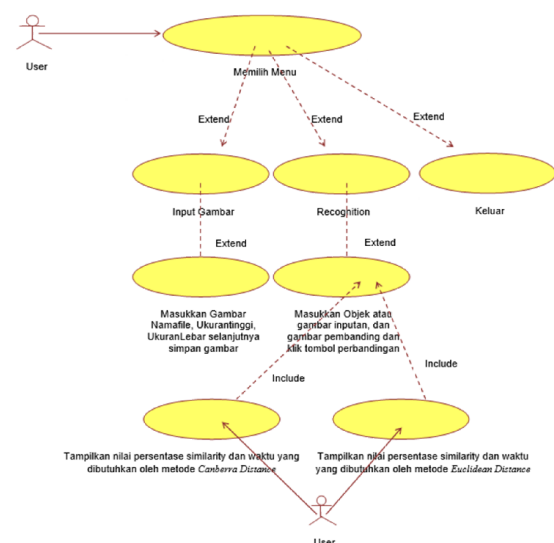 User
Memilih Menu
Extend
Extend
Extend
Input Gambar
Recognition
Keluar
Extend
Extend
Masukkan Gambar
Namafile, Ukurantinggi,
UkuranLebar selanjutnya
simpan gambar
Masukkan Objek atau
gambar inputan, dan
gambar pembanding dan
klik tombol perbandingan
Include
Include
Tampilkan nilai persentase similarity dan waktu yang
dibutuhkan oleh metode Canberra Distance
Tampilkan nilai persentase similarity dan waktu
yang dibutuhkan oleh metode Euclidean Distance
User